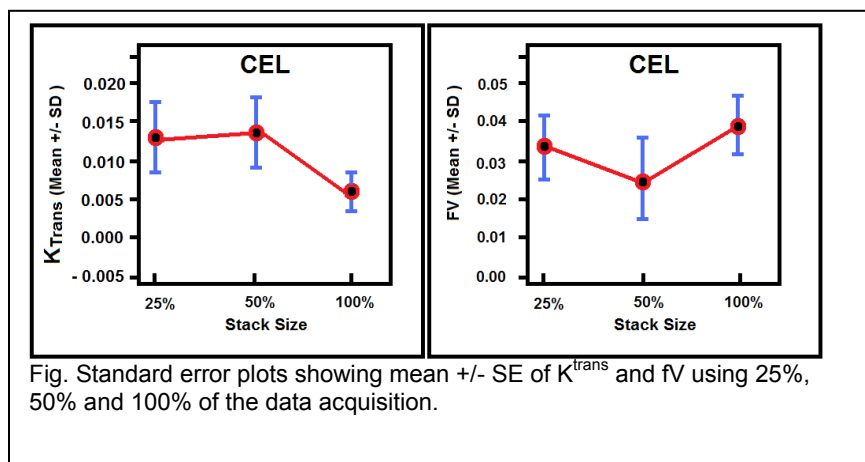 CEL
KTrans (Mean +/- SD )
0.020
0.015
0.010
0.005
0.000
- 0.005
25%
50%
100%
Stack Size
CEL
FV (Mean +/- SD )
0.05
0.04
0.03
0.02
0.01
0.00
25%
50%
100%
Stack Size
Fig. Standard error plots showing mean +/- SE of Ktrans and fV using 25%,
50% and 100% of the data acquisition.